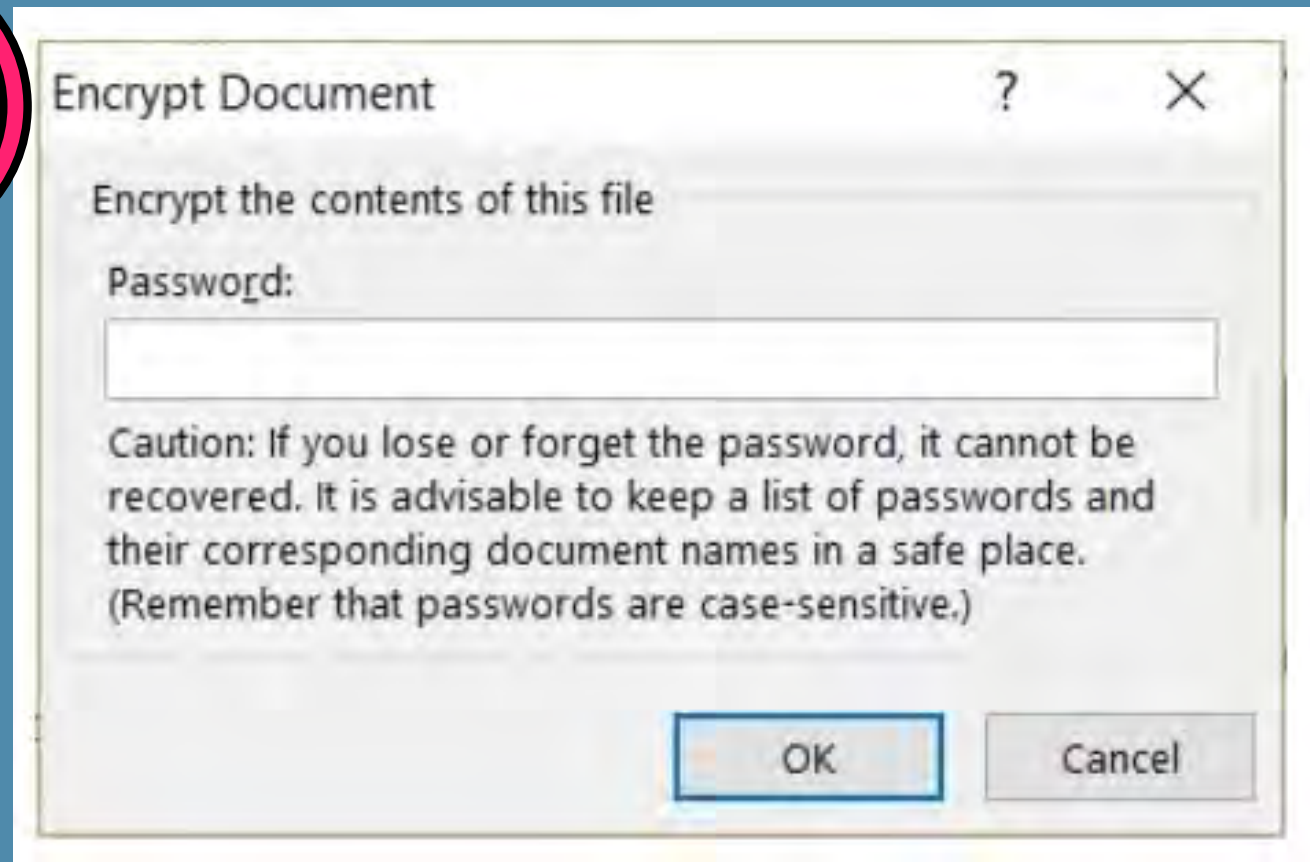 Encrypt Document ? ×
Encrypt the contents of this file
Password:
Caution: If you lose or forget the password, it cannot be
recovered. It is advisable to keep a list of passwords and
their corresponding document names in a safe place.
(Remember that passwords are case-sensitive.)
OK Cancel